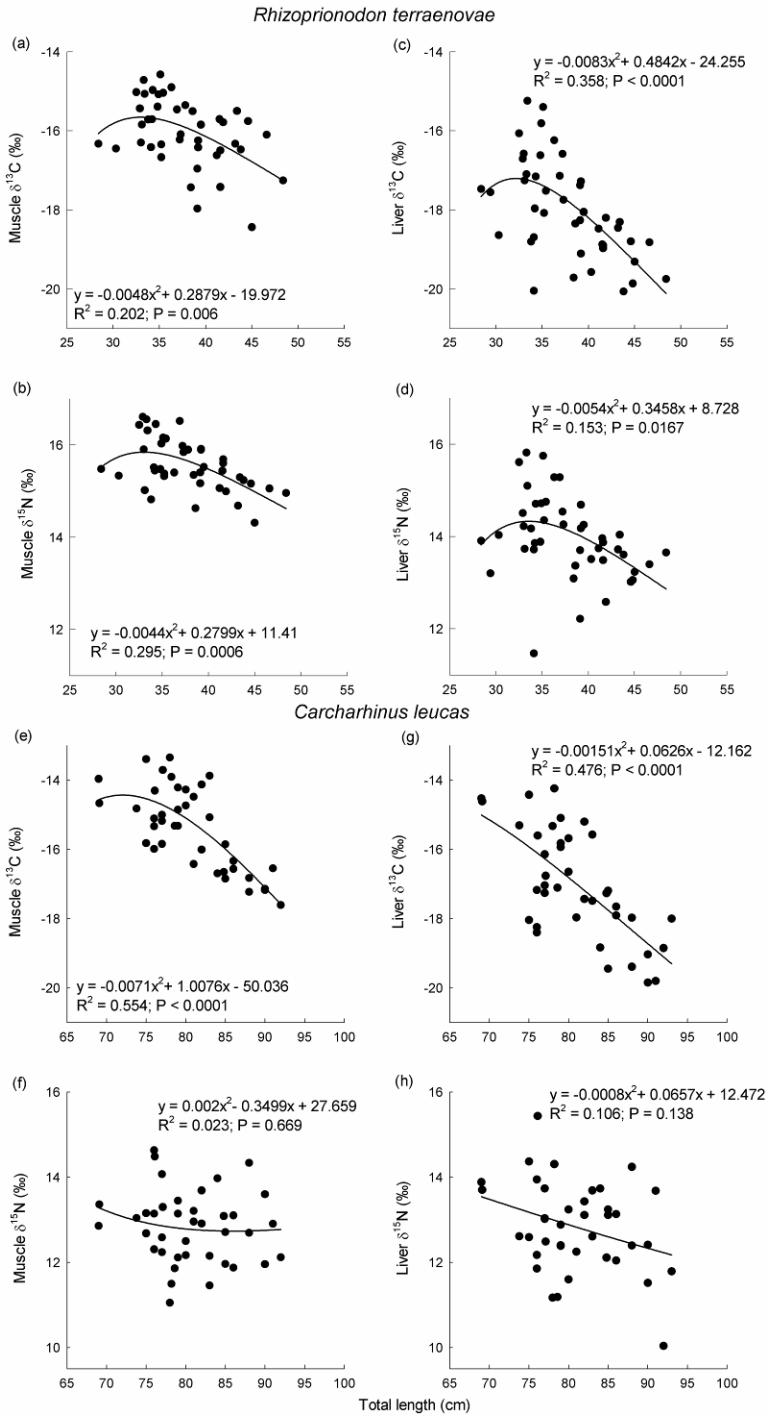 Rhizoprionodon terraenovae
(a)
-14
-16
-18
-20
Muscle δ¹³C (‰)
y = -0.0048x²+ 0.2879x - 19.972
R² = 0.202; P = 0.006
25 30 35 40 45 50 55
(c)
-14
-16
-18
-20
Liver δ¹³C (‰)
y = -0.0083x²+ 0.4842x - 24.255
R² = 0.358; P < 0.0001
25 30 35 40 45 50 55
(b)
16
14
12
Muscle δ¹⁵N (‰)
y = -0.0044x²+ 0.2799x + 11.41
R² = 0.295; P = 0.0006
25 30 35 40 45 50 55
(d)
16
14
12
Liver δ¹⁵N (‰)
y = -0.0054x²+ 0.3458x + 8.728
R² = 0.153; P = 0.0167
25 30 35 40 45 50 55
Carcharhinus leucas
(e)
-14
-16
-18
-20
Muscle δ¹³C (‰)
y = -0.0071x²+ 1.0076x - 50.036
R² = 0.554; P < 0.0001
65 70 75 80 85 90 95 100
(g)
-14
-16
-18
-20
Liver δ¹³C (‰)
y = -0.00151x²+ 0.0626x - 12.162
R² = 0.476; P < 0.0001
65 70 75 80 85 90 95 100
(f)
16
14
12
10
Muscle δ¹⁵N (‰)
y = 0.002x²- 0.3499x + 27.659
R² = 0.023; P = 0.669
65 70 75 80 85 90 95 100
(h)
16
14
12
10
Liver δ¹⁵N (‰)
y = -0.0008x²+ 0.0657x + 12.472
R² = 0.106; P = 0.138
65 70 75 80 85 90 95 100
Total length (cm)